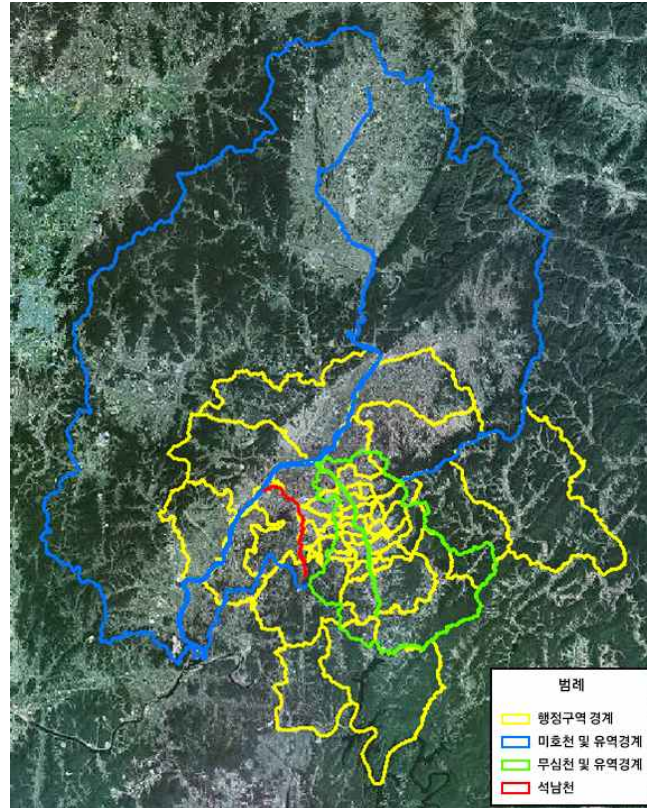 범례
행정구역 경계
미호천 및 유역경계
무심천 및 유역경계
석남천